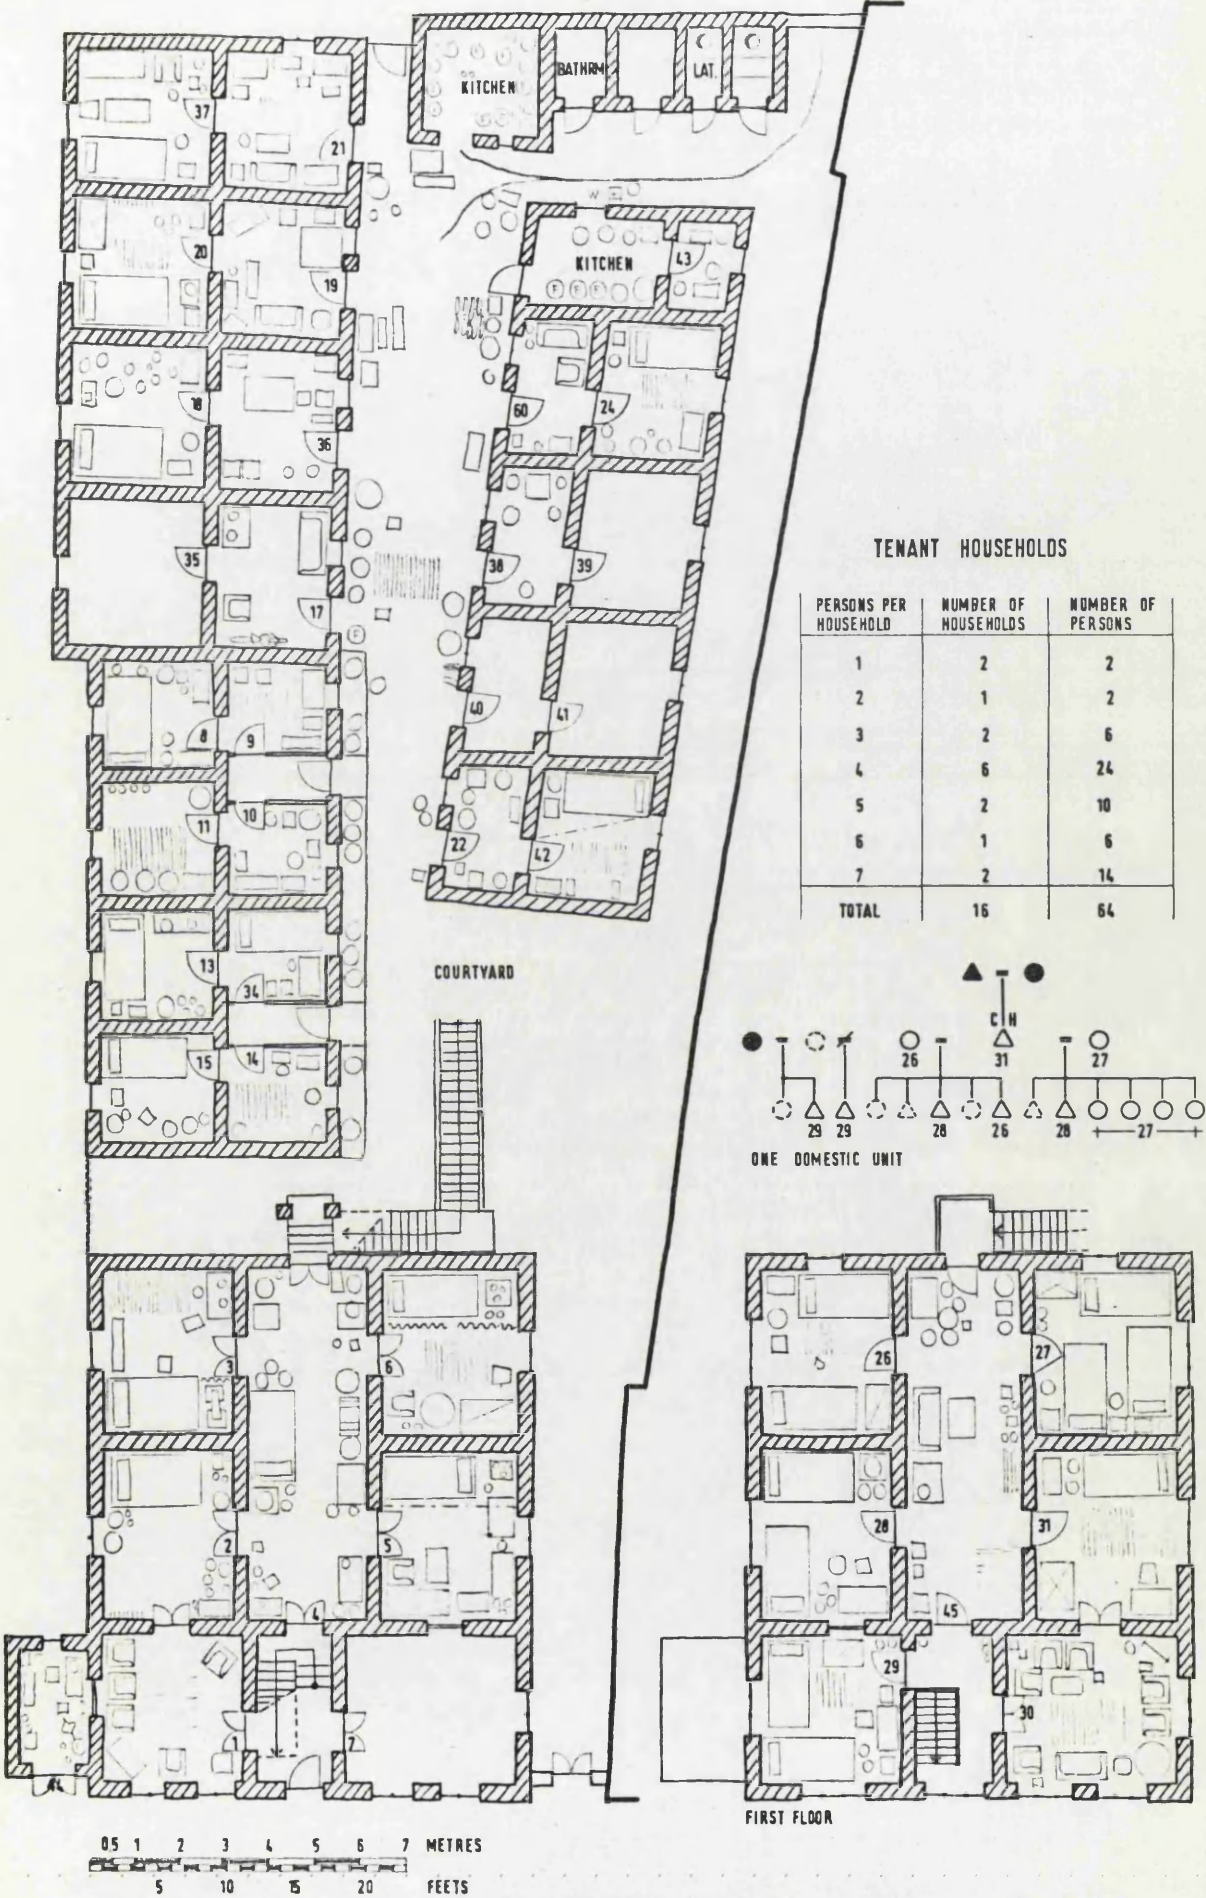 KITCHEN
BATHRM
LAT.
37
21
W
20
19
KITCHEN
43
F F F
18
36
60
24
35
17
38
39
F
8
9
40
41
11
10
22
42
13
34
15
14
COURTYARD
TENANT HOUSEHOLDS
PERSONS PER HOUSEHOLD NUMBER OF HOUSEHOLDS NUMBER OF PERSONS
1 2 2
2 1 2
3 2 6
4 6 24
5 2 10
6 1 6
7 2 14
TOTAL 16 64
CH
26 31 27
29 29 28 26 28 27
ONE DOMESTIC UNIT
3
6
2
5
4
1
7
26
27
28
31
45
29
30
FIRST FLOOR
0.5 1 2 3 4 5 6 7 METRES
5 10 15 20 FEETS